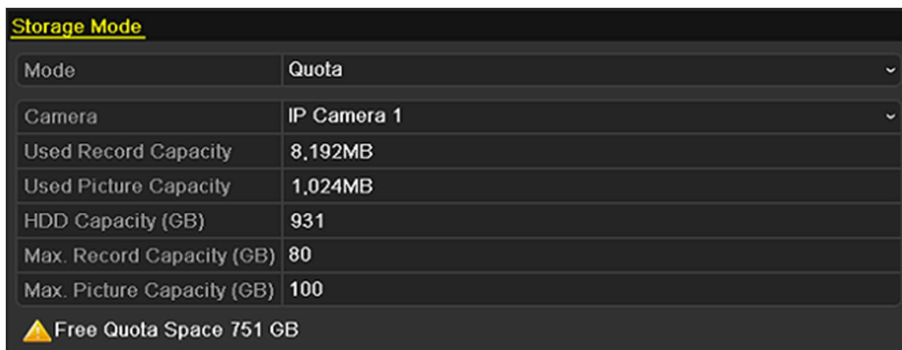 Storage Mode
Mode Quota
Camera IP Camera 1
Used Record Capacity 8,192MB
Used Picture Capacity 1,024MB
HDD Capacity (GB) 931
Max. Record Capacity (GB) 80
Max. Picture Capacity (GB) 100
Free Quota Space 751 GB